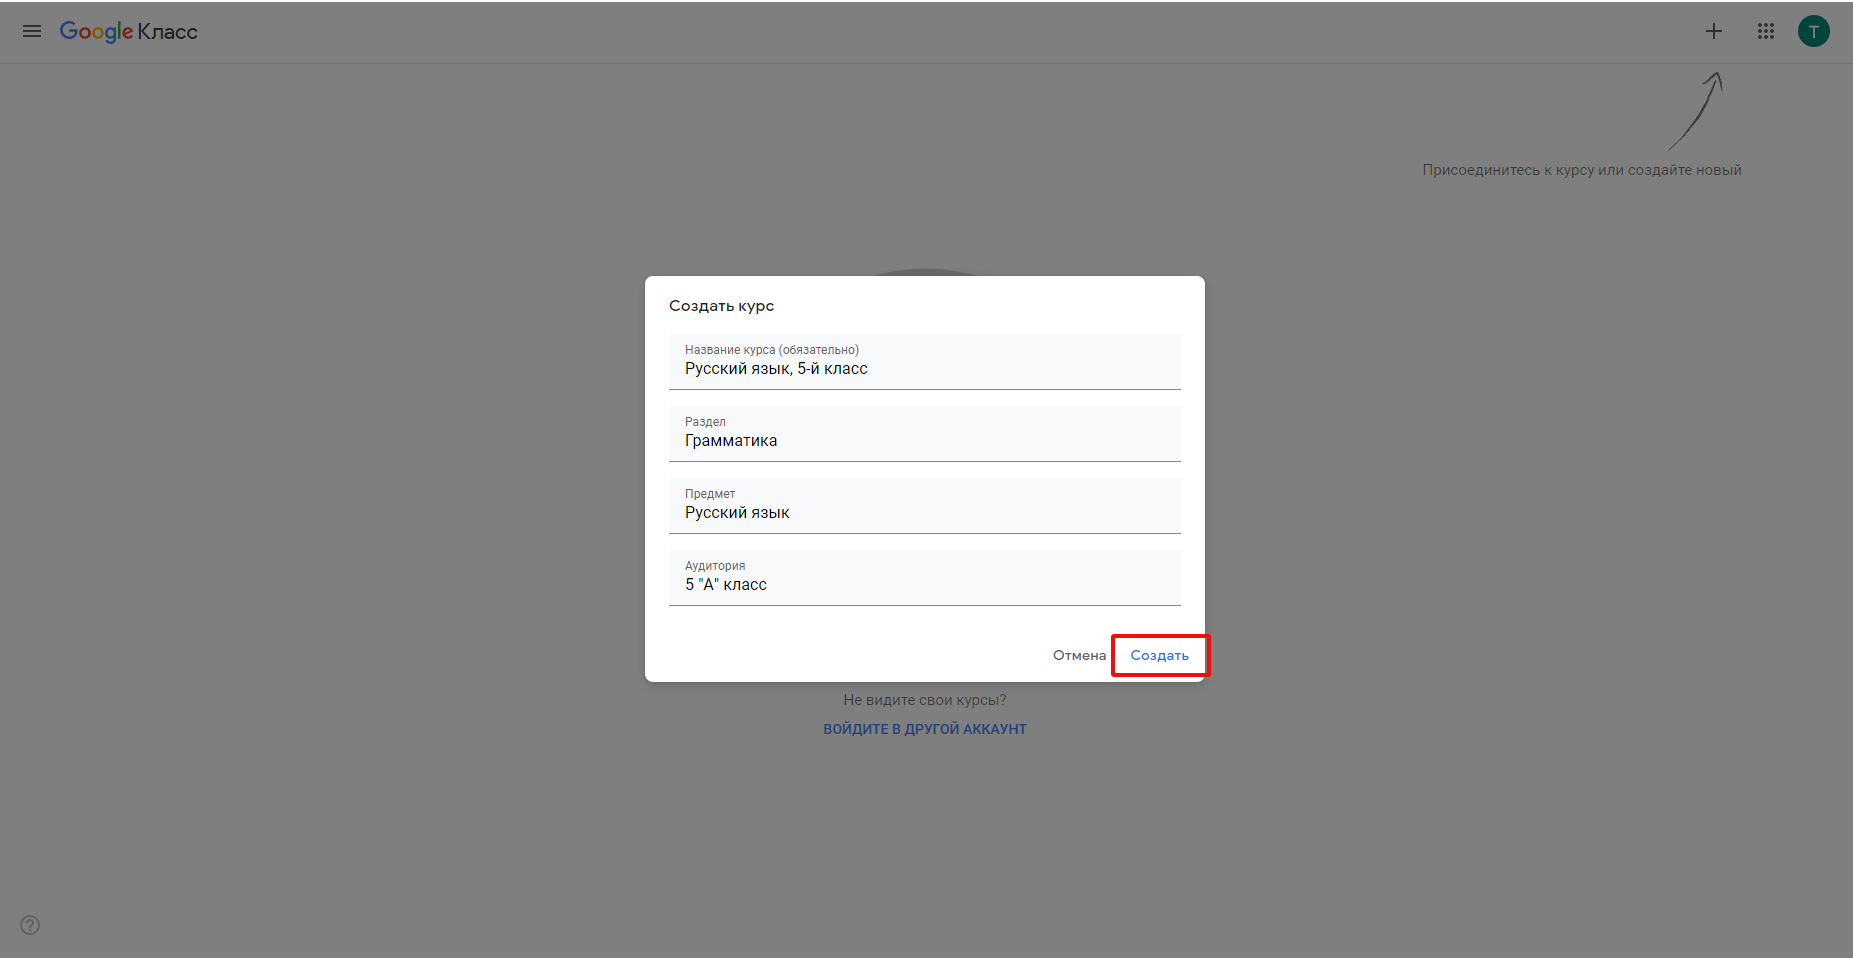 Google Класс
T
Присоединитесь к курсу или создайте новый
Создать курс
Название курса (обязательно)
Русский язык, 5-й класс
Раздел
Грамматика
Предмет
Русский язык
Аудитория
5 "А" класс
Отмена
Создать
Не видите свои курсы?
ВОЙДИТЕ В ДРУГОЙ АККАУНТ